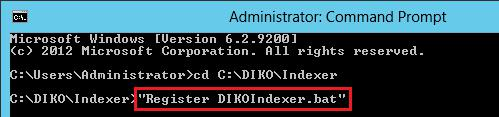 Administrator: Command Prompt
Microsoft Windows [Version 6.2.9200]
(c) 2012 Microsoft Corporation. All rights reserved.
C:\Users\Administrator>cd C:\DIKO\Indexer
C:\DIKO\Indexer>"Register DIKOIndexer.bat"